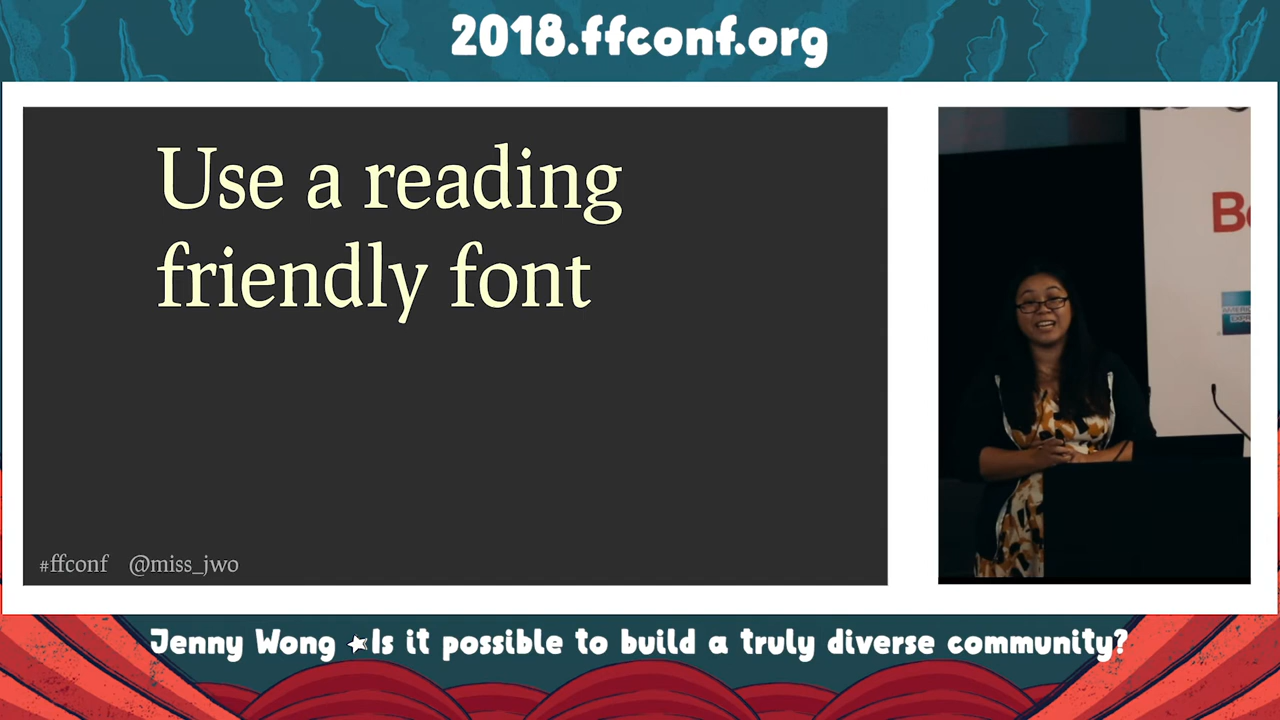 2018.ffconf.org
Use a reading
friendly font
#ffconf @miss_jwo
Jenny Wong ★ Is it possible to build a truly diverse community?